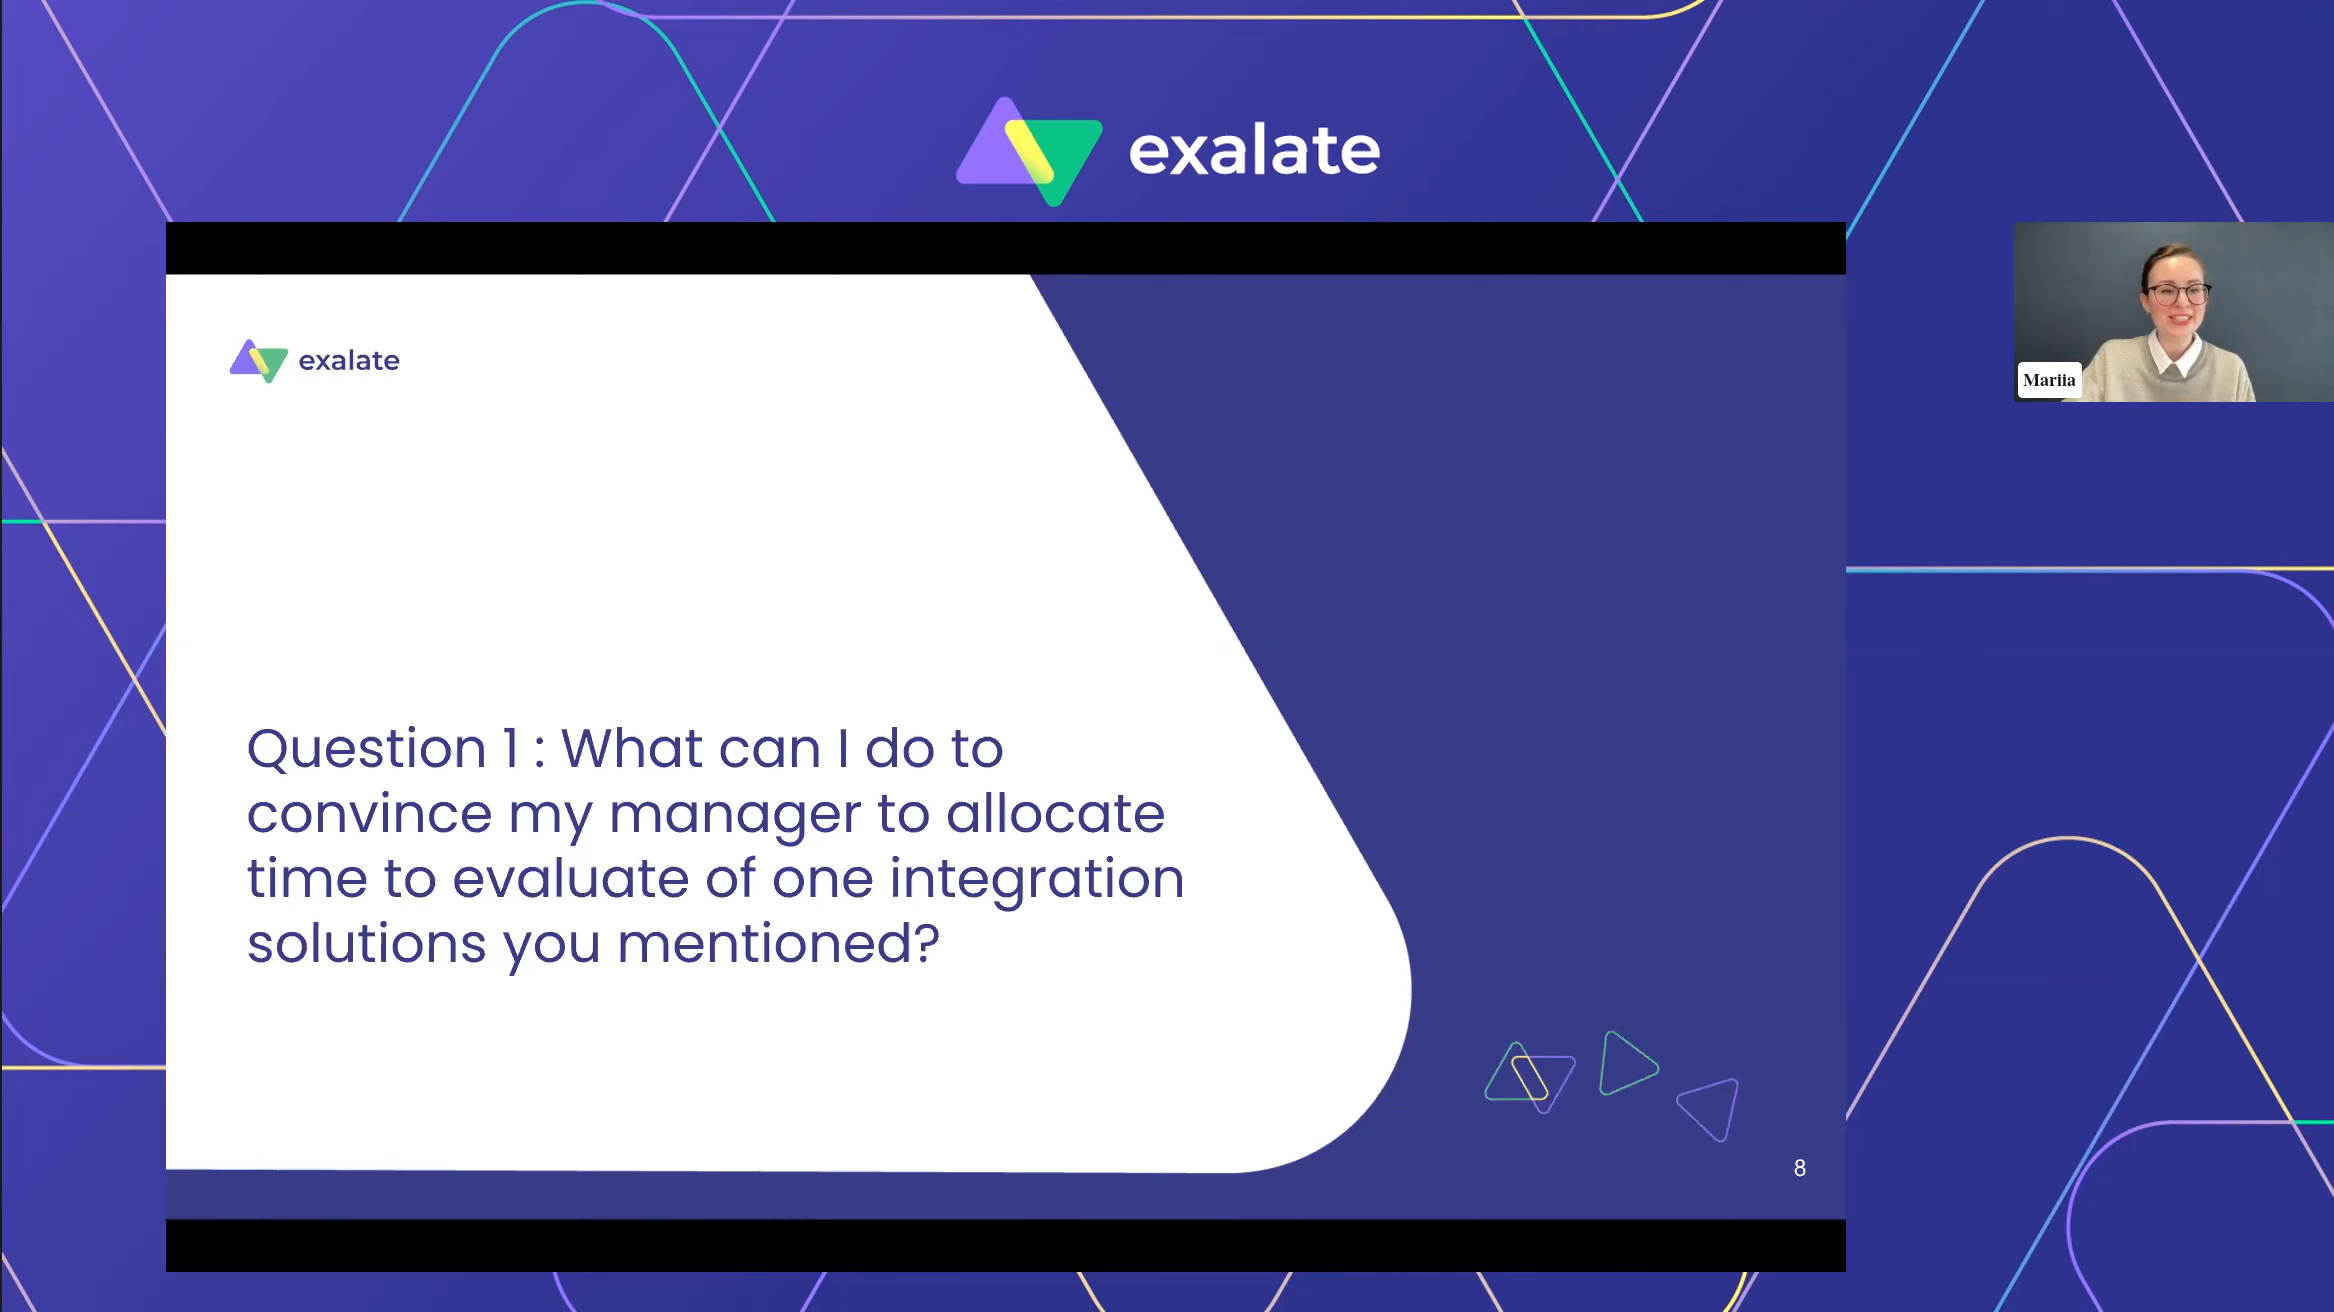 exalate
Mariia
exalate
Question 1 : What can I do to
convince my manager to allocate
time to evaluate of one integration
solutions you mentioned?
8